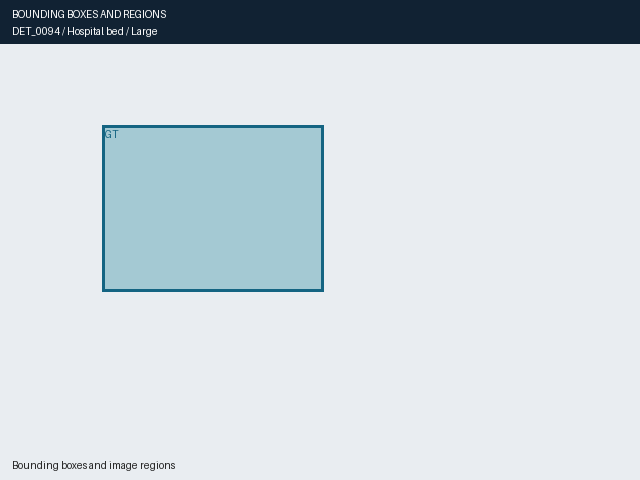 BOUNDING BOXES AND REGIONS
DET_0094 / Hospital bed / Large
GT
Bounding boxes and image regions